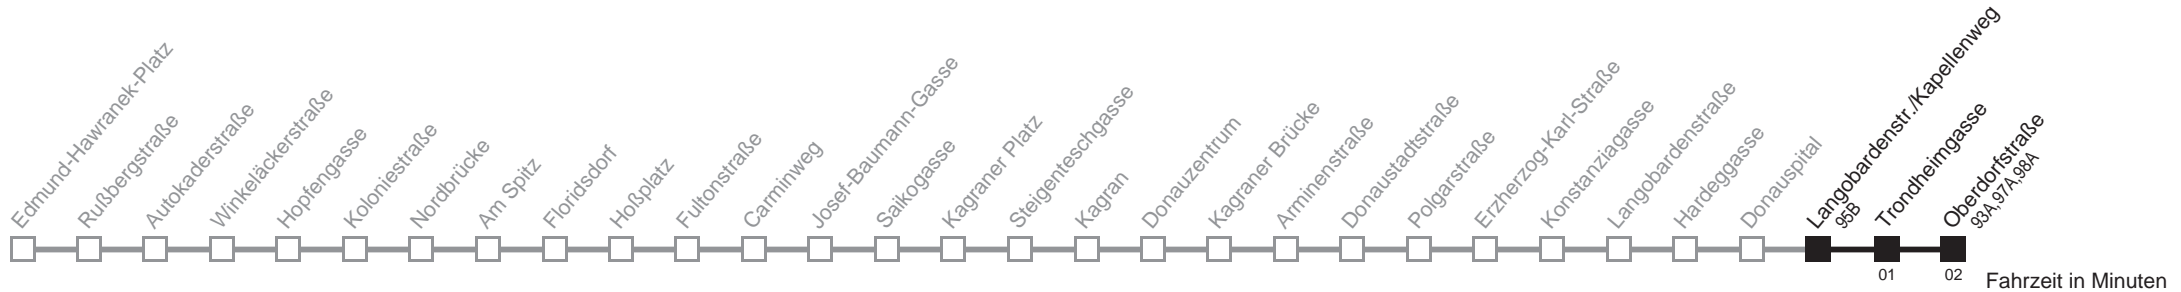 Edmund-Hawranek-Platz
Rußbergstraße
Autokaderstraße
Winkeläckerstraße
Hopfengasse
Koloniestraße
Nordbrücke
Am Spitz
Floridsdorf
Hoßplatz
Fultonstraße
Carminweg
Josef-Baumann-Gasse
Saikogasse
Kagraner Platz
Steigenteschgasse
Kagran
Donauzentrum
Kagraner Brücke
Arminenstraße
Donaustadtstraße
Polgarstraße
Erzherzog-Karl-Straße
Konstanziagasse
Langobardenstraße
Hardeggasse
Donauspital
Langobardenstr./Kapellenweg
95B
Trondheimgasse
Oberdorfstraße
93A,97A,98A
01
02
Fahrzeit in Minuten